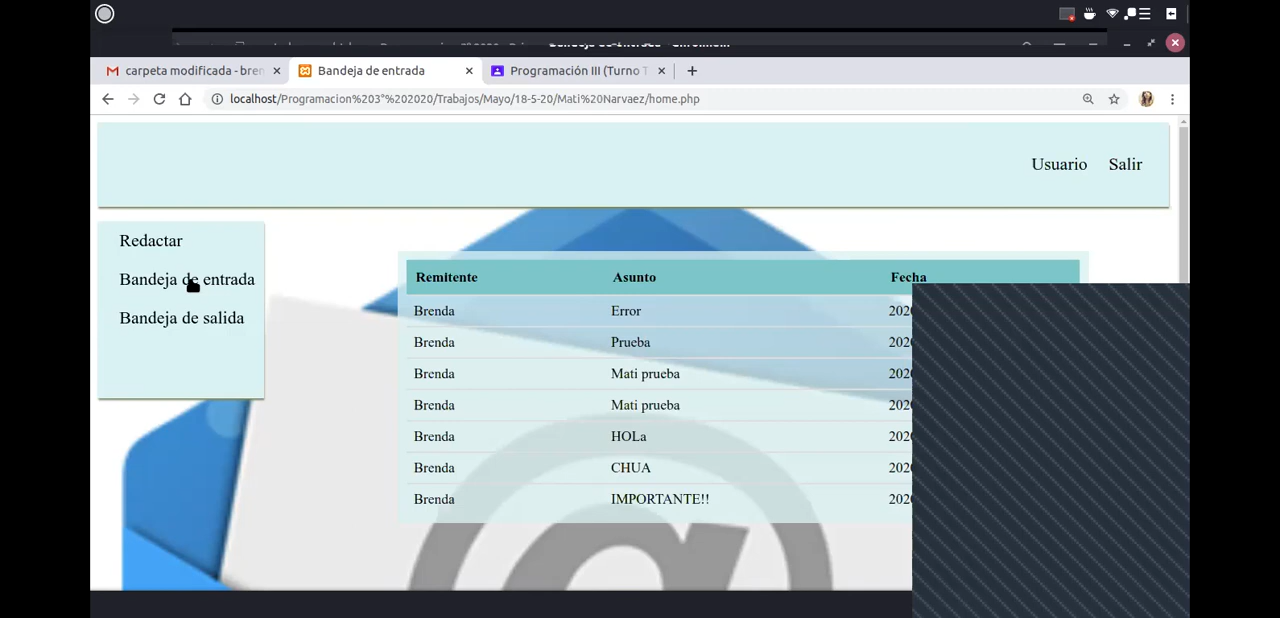 carpeta modificada - bren
Bandeja de entrada
Programación III (Turno T
localhost/Programacion%203°%202020/Trabajos/Mayo/18-5-20/Mati%20Narvaez/home.php
Usuario Salir
Redactar
Bandeja de entrada
Bandeja de salida
Remitente Asunto Fecha
Brenda Error 202
Brenda Prueba 202
Brenda Mati prueba 202
Brenda Mati prueba 202
Brenda HOLa 202
Brenda CHUA 202
Brenda IMPORTANTE!! 202